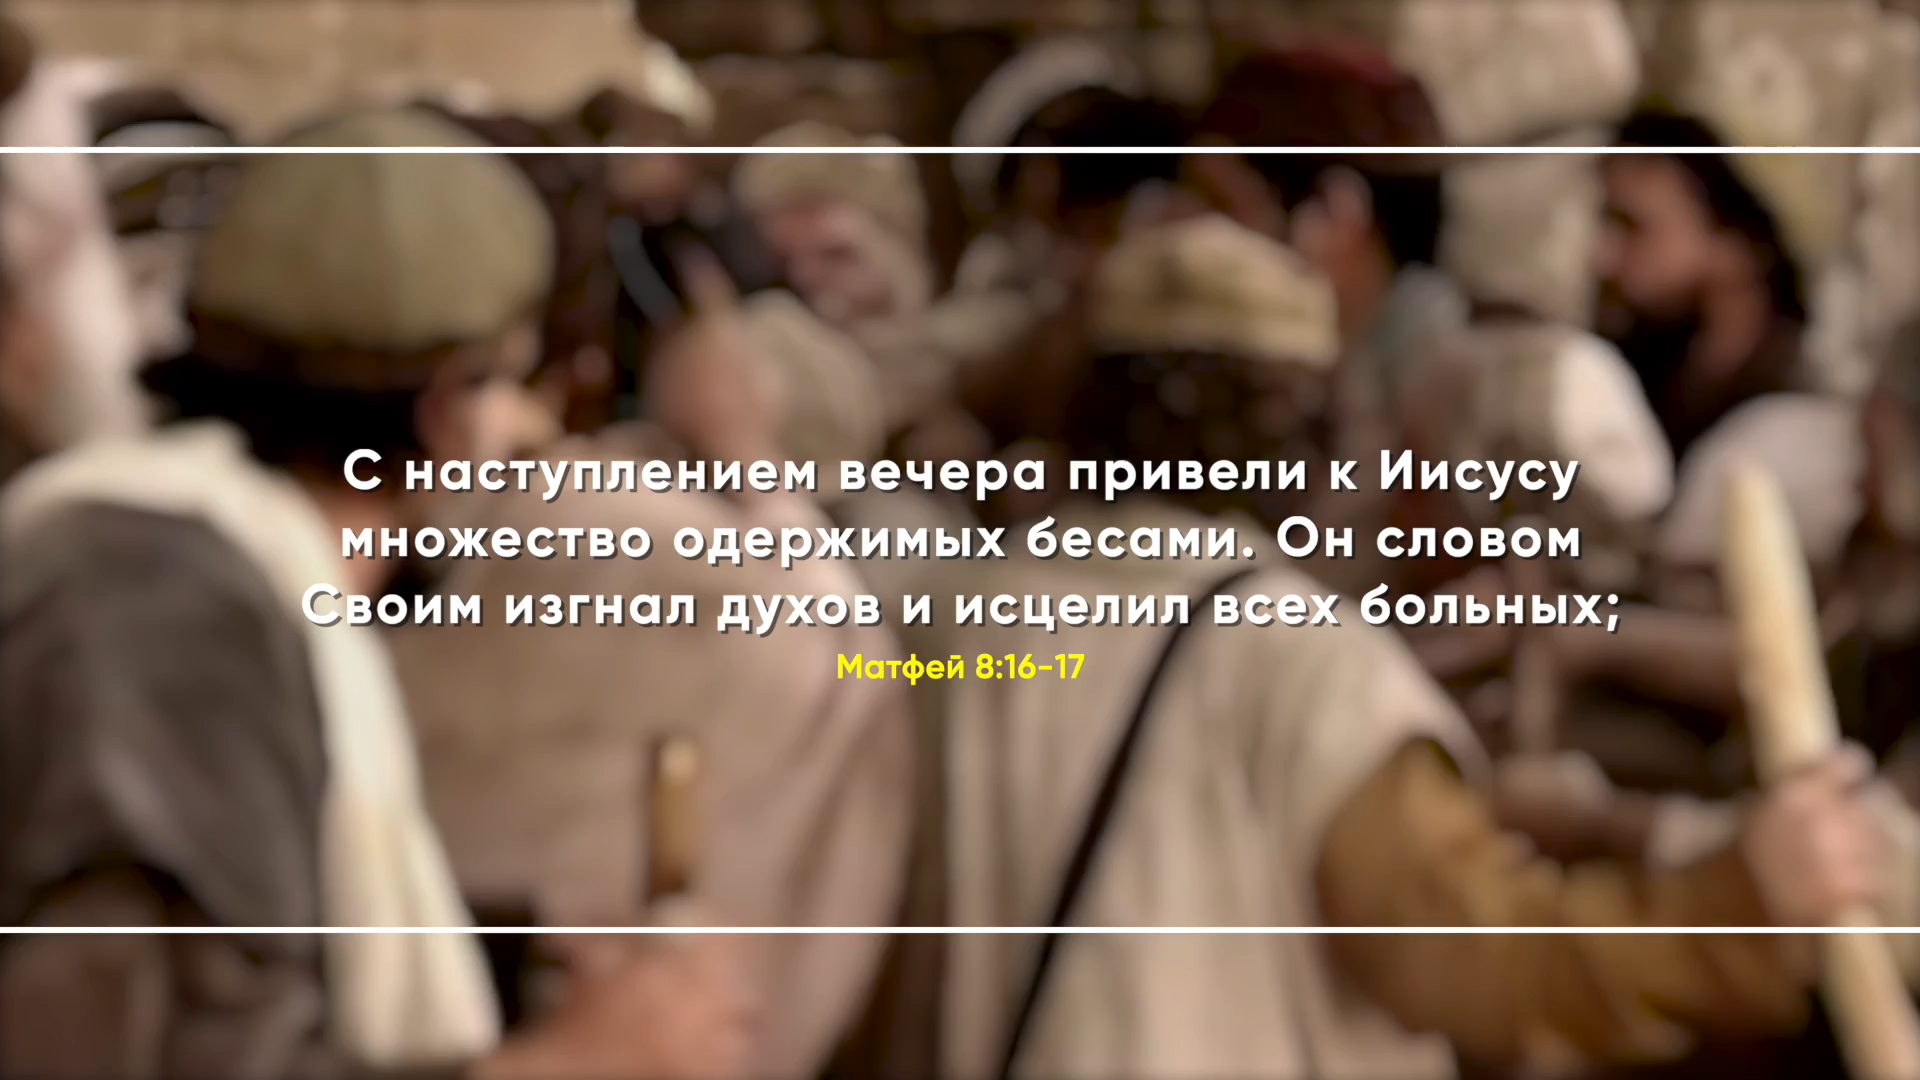 С наступлением вечера привели к Иисусу
множество одержимых бесами. Он словом
Своим изгнал духов и исцелил всех больных;
Матфей 8:16-17